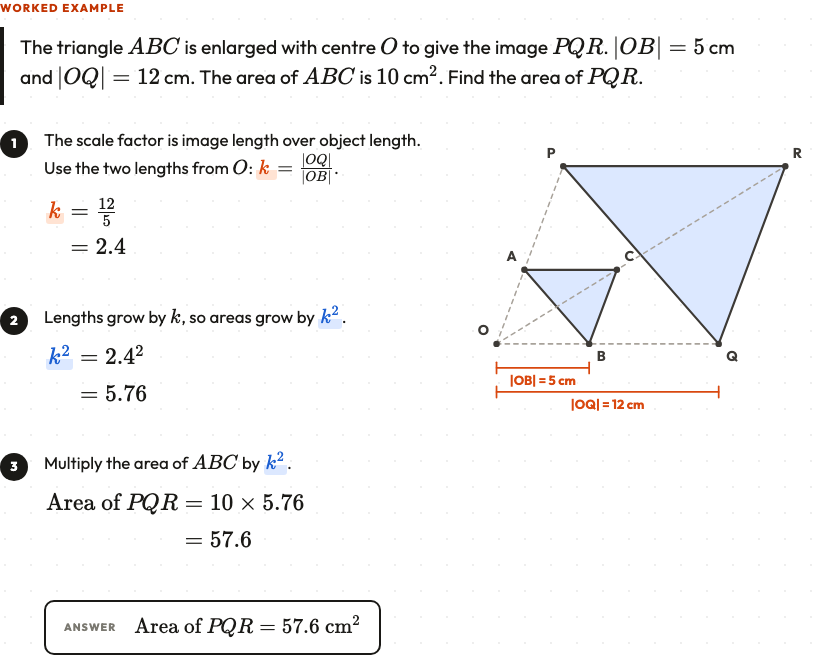 WORKED EXAMPLE
The triangle ABC is enlarged with centre O to give the image PQR. |OB| = 5 cm
and |OQ| = 12 cm. The area of ABC is 10 cm². Find the area of PQR.
1 The scale factor is image length over object length.
Use the two lengths from O: k = |OQ|/|OB|.
k = 12/5
= 2.4
2 Lengths grow by k, so areas grow by k².
k² = 2.4²
= 5.76
3 Multiply the area of ABC by k².
Area of PQR = 10 × 5.76
= 57.6
ANSWER Area of PQR = 57.6 cm²
P R
A C
O
B Q
|OB| = 5 cm
|OQ| = 12 cm